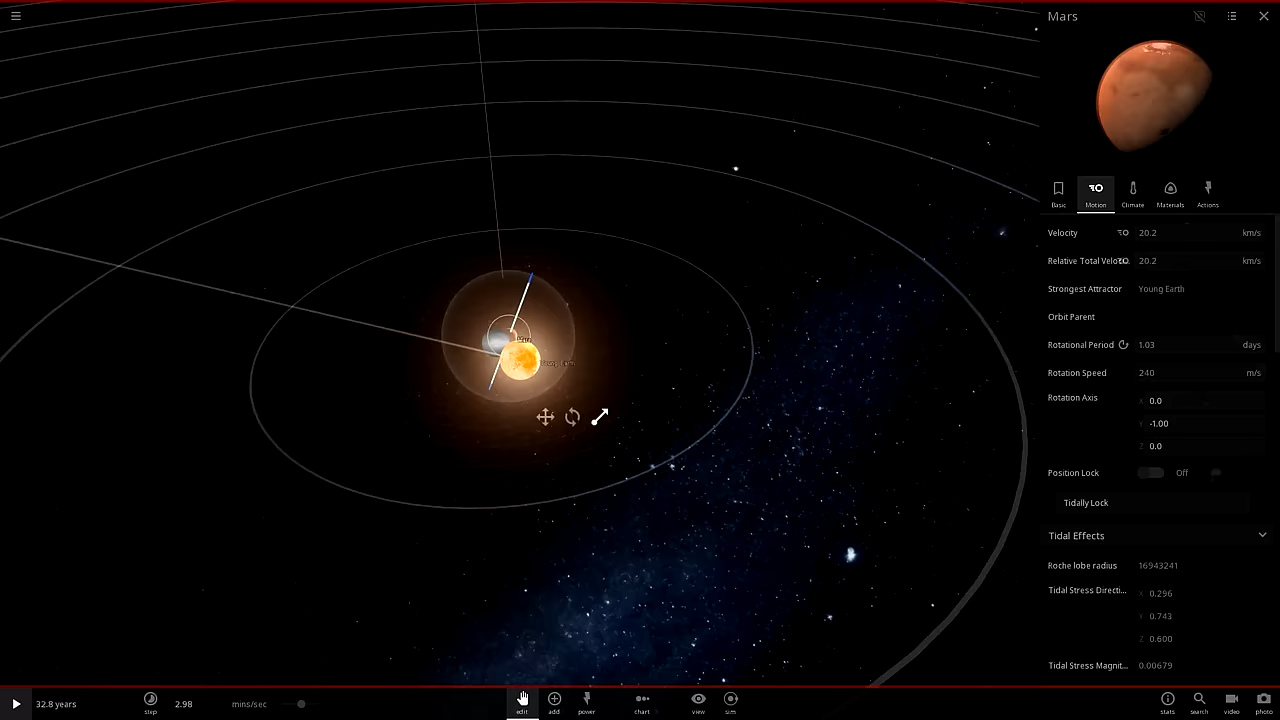 Mars
Basic Motion Climate Materials Actions
Velocity 20.2 km/s
Relative Total Veloc... 20.2 km/s
Strongest Attractor Young Earth
Orbit Parent
Rotational Period 1.03 days
Rotation Speed 240 m/s
Rotation Axis X 0.0
Y -1.00
Z 0.0
Position Lock Off
Tidally Lock
Tidal Effects
Roche lobe radius 16943241
Tidal Stress Directi... X 0.296
Y 0.743
Z 0.600
Tidal Stress Magnit... 0.00679
Mars
Young Earth
32.8 years step 2.98 mins/sec edit add power chart view sim stats search video photo